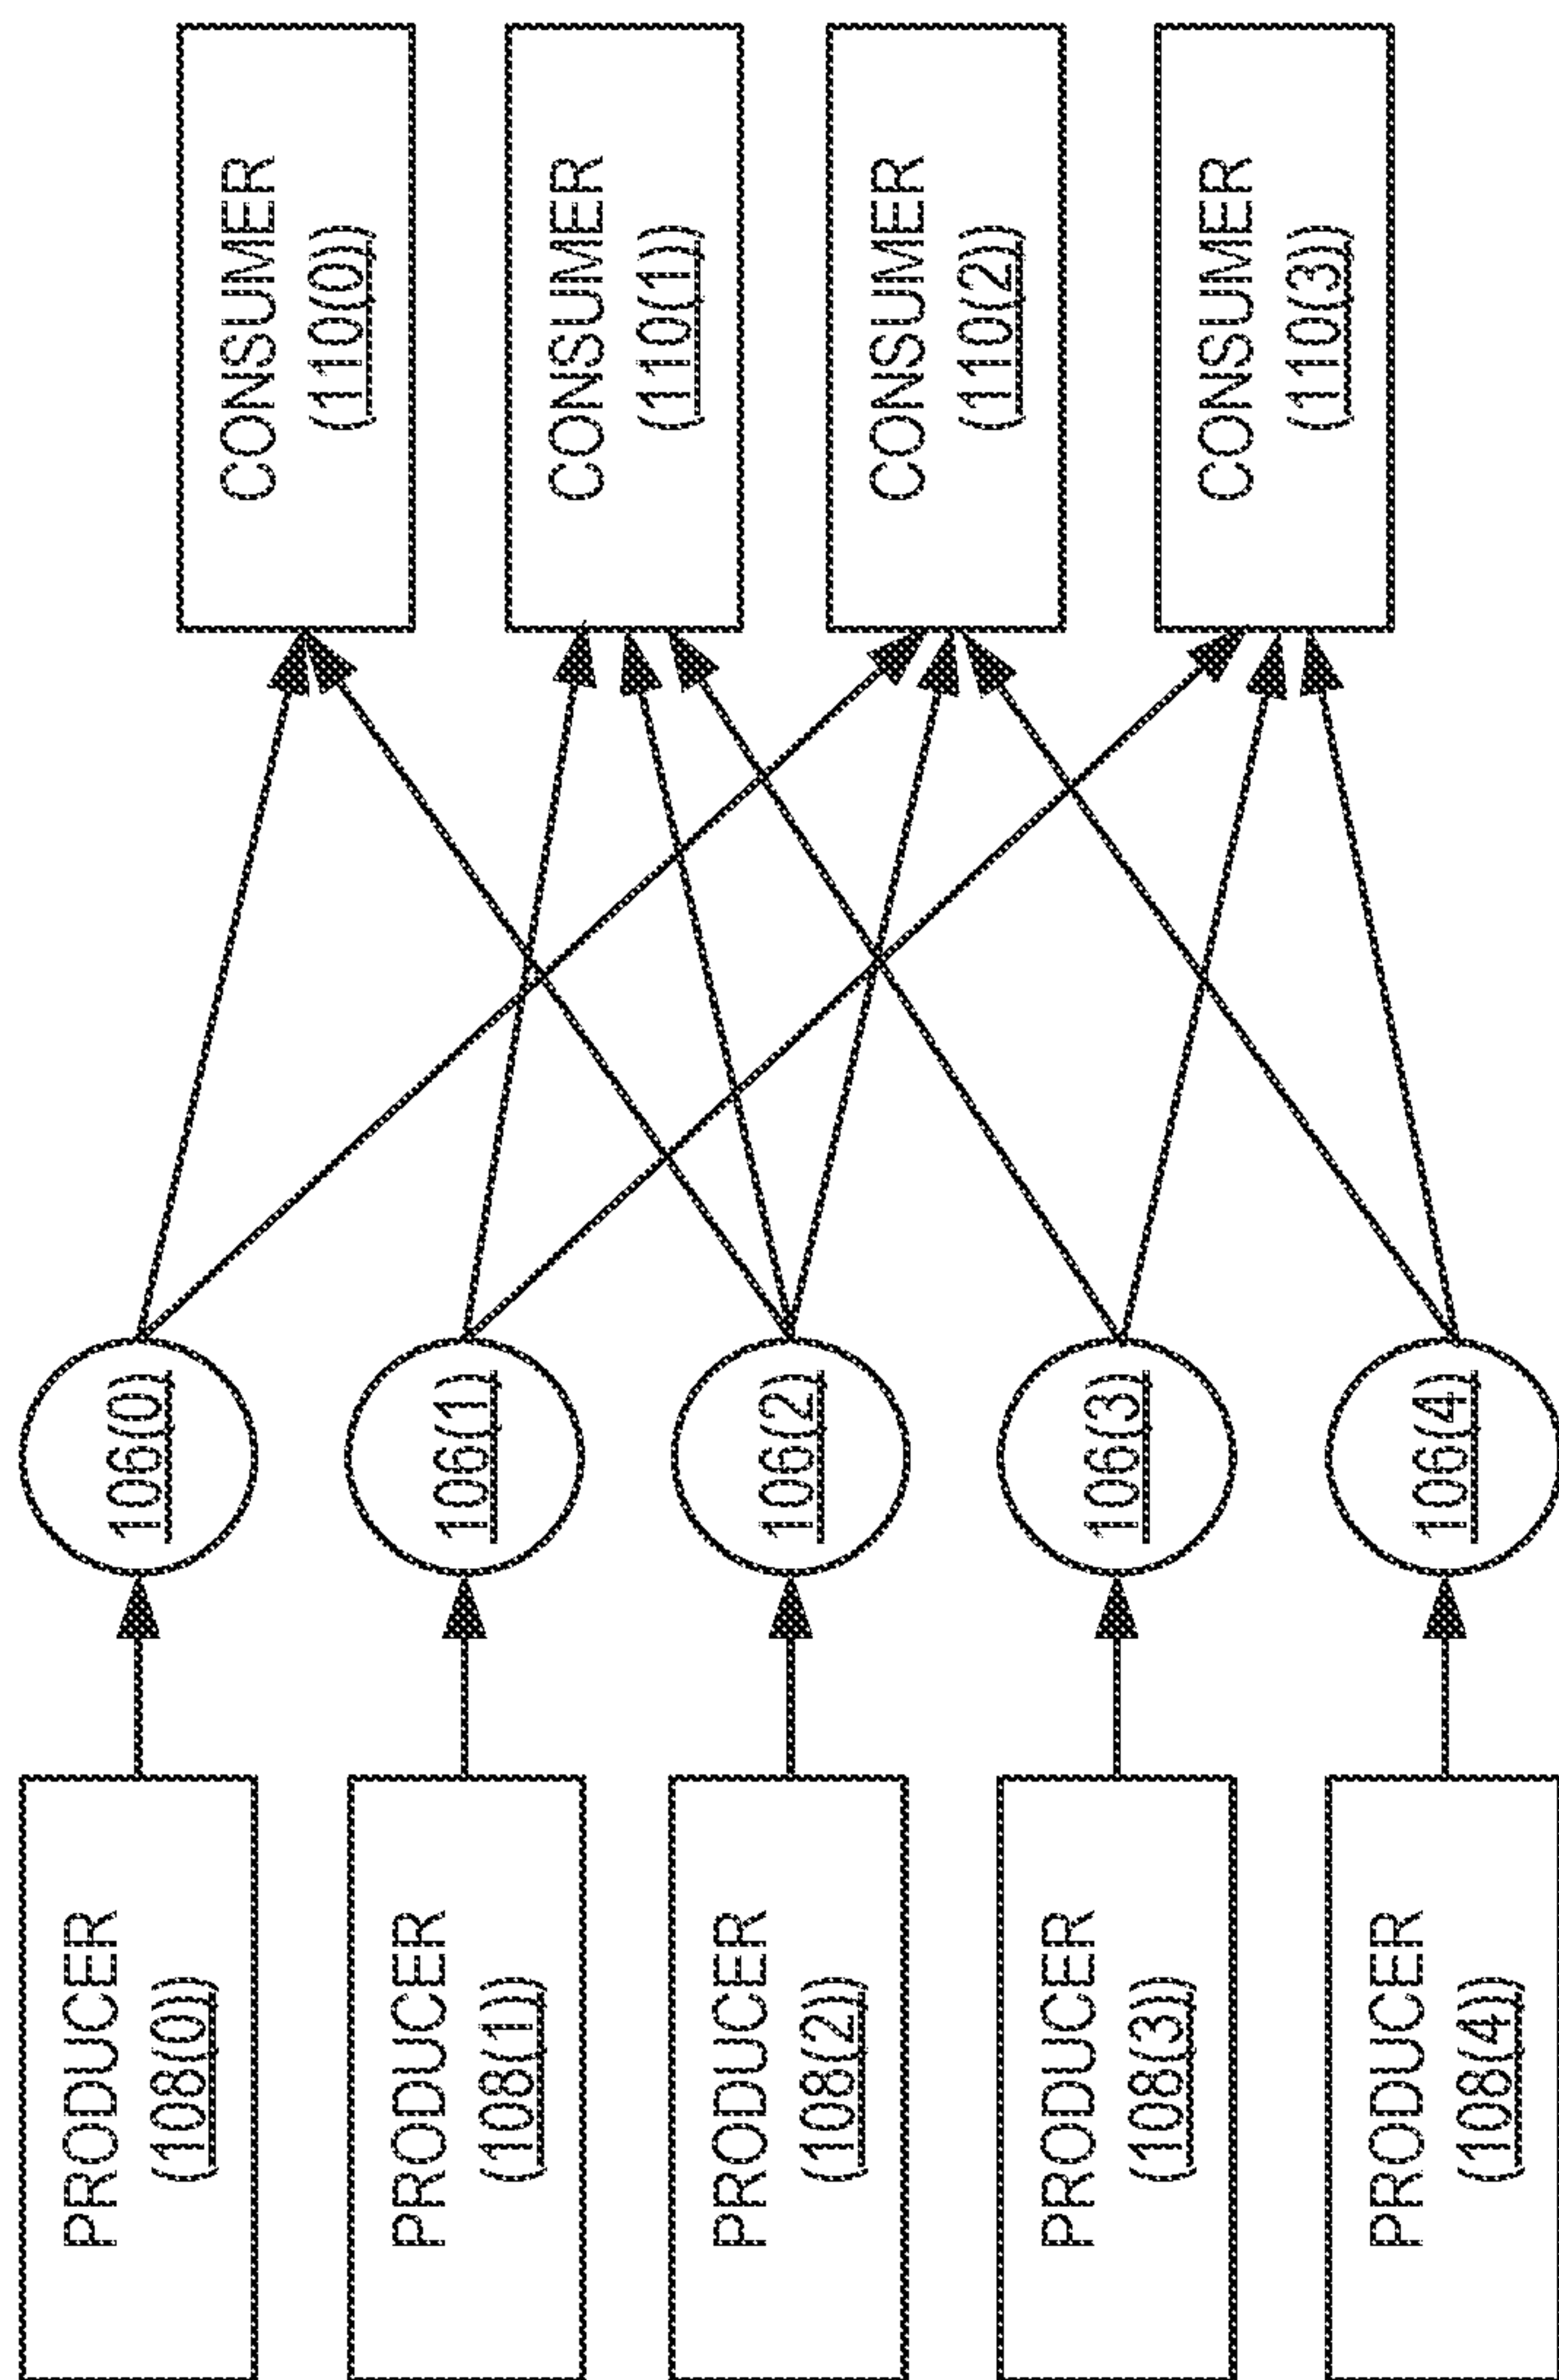 PRODUCER
(108(0))
PRODUCER
(108(1))
PRODUCER
(108(2))
PRODUCER
(108(3))
PRODUCER
(108(4))
106(0)
106(1)
106(2)
106(3)
106(4)
CONSUMER
(110(0))
CONSUMER
(110(1))
CONSUMER
(110(2))
CONSUMER
(110(3))